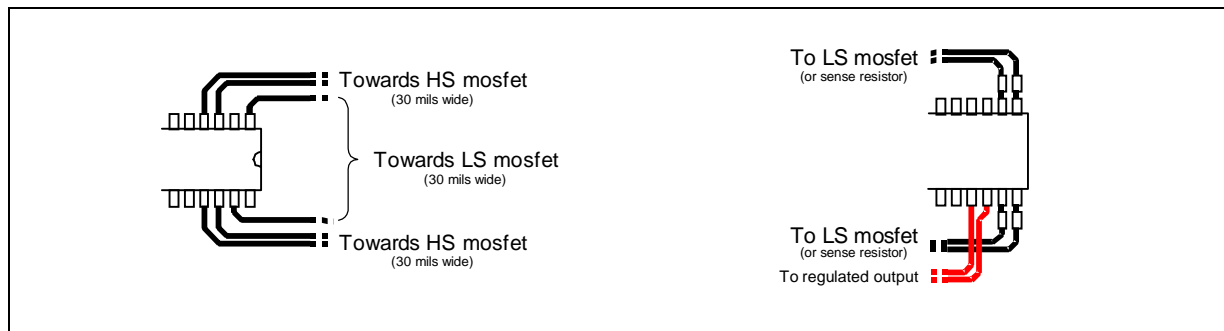 Towards HS mosfet
(30 mils wide)
Towards LS mosfet
(30 mils wide)
Towards HS mosfet
(30 mils wide)
To LS mosfet
(or sense resistor)
To LS mosfet
(or sense resistor)
To regulated output